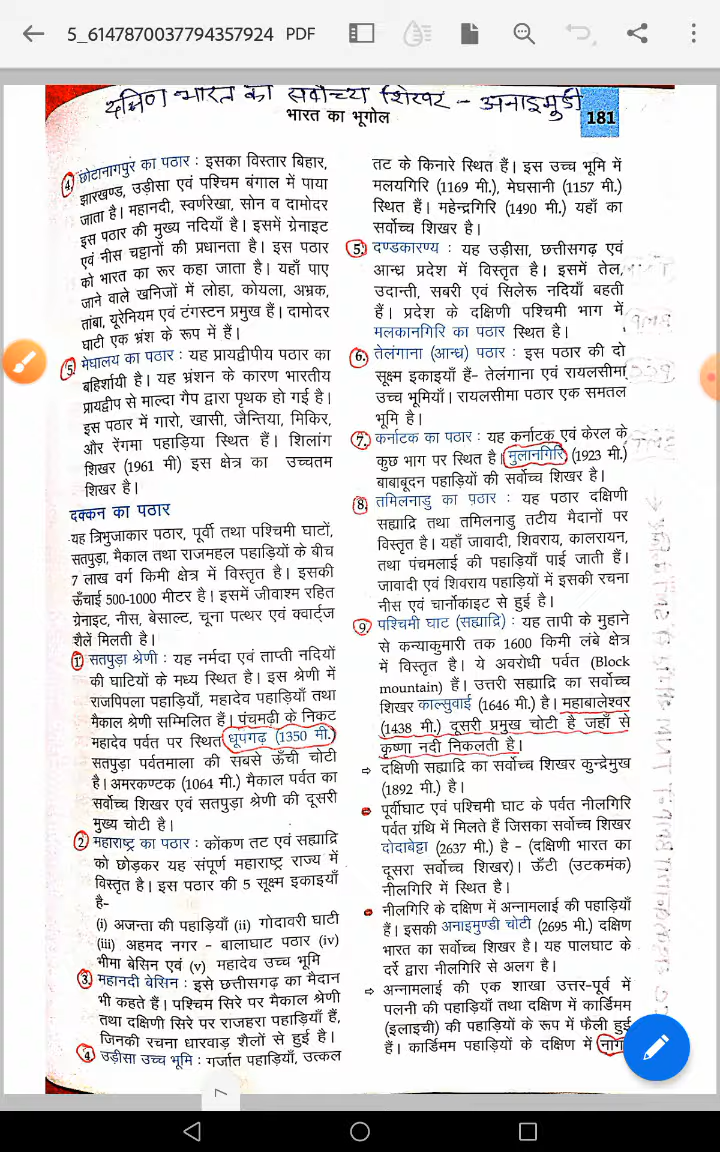 5_6147870037794357924 PDF
दक्षिण भारत का सर्वोच्य शिखर - अनाइमुडी
भारत का भूगोल
181
4. छोटानागपुर का पठार : इसका विस्तार बिहार,
झारखण्ड, उड़ीसा एवं पश्चिम बंगाल में पाया
जाता है। महानदी, स्वर्णरेखा, सोन व दामोदर
इस पठार की मुख्य नदियाँ है। इसमें ग्रेनाइट
एवं नीस चट्टानों की प्रधानता है। इस पठार
को भारत का रूर कहा जाता है। यहाँ पाए
जाने वाले खनिजों में लोहा, कोयला, अभ्रक,
तांबा, यूरेनियम एवं टंगस्टन प्रमुख हैं। दामोदर
घाटी एक भ्रंश के रूप में हैं।
5. मेघालय का पठार : यह प्रायद्वीपीय पठार का
बहिर्शायी है। यह भ्रंशन के कारण भारतीय
प्रायद्वीप से माल्दा गैप द्वारा पृथक हो गई है।
इस पठार में गारो, खासी, जैन्तिया, मिकिर,
और रेंगमा पहाड़िया स्थित हैं। शिलांग
शिखर (1961 मी) इस क्षेत्र का उच्चतम
शिखर है।
दक्कन का पठार
यह त्रिभुजाकार पठार, पूर्वी तथा पश्चिमी घाटों,
सतपुड़ा, मैकाल तथा राजमहल पहाड़ियों के बीच
7 लाख वर्ग किमी क्षेत्र में विस्तृत है। इसकी
ऊँचाई 500-1000 मीटर है। इसमें जीवाश्म रहित
ग्रेनाइट, नीस, बेसाल्ट, चूना पत्थर एवं क्वार्ट्ज
शैलें मिलती है।
1 सतपुड़ा श्रेणी : यह नर्मदा एवं ताप्ती नदियों
की घाटियों के मध्य स्थित है। इस श्रेणी में
राजपिपला पहाड़ियाँ, महादेव पहाड़ियाँ तथा
मैकाल श्रेणी सम्मिलित हैं। पंचमढ़ी के निकट
महादेव पर्वत पर स्थित धूपगढ़ (1350 मी.)
सतपुड़ा पर्वतमाला की सबसे ऊँची चोटी
है। अमरकण्टक (1064 मी.) मैकाल पर्वत का
सर्वोच्च शिखर एवं सतपुड़ा श्रेणी की दूसरी
मुख्य चोटी है।
2 महाराष्ट्र का पठार : कोंकण तट एवं सह्याद्रि
को छोड़कर यह संपूर्ण महाराष्ट्र राज्य में
विस्तृत है। इस पठार की 5 सूक्ष्म इकाइयाँ
है-
(i) अजन्ता की पहाड़ियाँ (ii) गोदावरी घाटी
(iii) अहमद नगर - बालाघाट पठार (iv)
भीमा बेसिन एवं (v) महादेव उच्च भूमि
3. महानदी बेसिन : इसे छत्तीसगढ़ का मैदान
भी कहते हैं। पश्चिम सिरे पर मैकाल श्रेणी
तथा दक्षिणी सिरे पर राजहरा पहाड़ियाँ हैं,
जिनकी रचना धारवाड़ शैलों से हुई है।
4 उड़ीसा उच्च भूमि : गर्जात पहाड़ियाँ, उत्कल
तट के किनारे स्थित हैं। इस उच्च भूमि में
मलयगिरि (1169 मी.), मेघसानी (1157 मी.)
स्थित हैं। महेन्द्रगिरि (1490 मी.) यहाँ का
सर्वोच्च शिखर है।
5. दण्डकारण्य : यह उड़ीसा, छत्तीसगढ़ एवं
आन्ध्र प्रदेश में विस्तृत है। इसमें तेल,
उदान्ती, सबरी एवं सिलेरू नदियाँ बहती
हैं। प्रदेश के दक्षिणी पश्चिमी भाग में
मलकानगिरि का पठार स्थित है।
6. तेलंगाना (आन्ध्र) पठार : इस पठार की दो
सूक्ष्म इकाइयाँ हैं- तेलंगाना एवं रायलसीमा
उच्च भूमियाँ। रायलसीमा पठार एक समतल
भूमि है।
7. कर्नाटक का पठार : यह कर्नाटक एवं केरल के
कुछ भाग पर स्थित है। मुलानगिरि (1923 मी.)
बाबाबूदन पहाड़ियों की सर्वोच्च शिखर है।
8. तमिलनाडु का पठार : यह पठार दक्षिणी
सह्याद्रि तथा तमिलनाडु तटीय मैदानों पर
विस्तृत है। यहाँ जावादी, शिवराय, कालरायन,
तथा पंचमलाई की पहाड़ियाँ पाई जाती हैं।
जावादी एवं शिवराय पहाड़ियों में इसकी रचना
नीस एवं चार्नोकाइट से हुई है।
9. पश्चिमी घाट (सह्याद्रि) : यह तापी के मुहाने
से कन्याकुमारी तक 1600 किमी लंबे क्षेत्र
में विस्तृत है। ये अवरोधी पर्वत (Block
mountain) हैं। उत्तरी सह्याद्रि का सर्वोच्च
शिखर काल्सुवाई (1646 मी.) है। महाबालेश्वर
(1438 मी.) दूसरी प्रमुख चोटी है जहाँ से
कृष्णा नदी निकलती है।
⇨ दक्षिणी सह्याद्रि का सर्वोच्च शिखर कुन्द्रेमुख
(1892 मी.) है।
⇨ पूर्वीघाट एवं पश्चिमी घाट के पर्वत नीलगिरि
पर्वत ग्रंथि में मिलते हैं जिसका सर्वोच्च शिखर
दोदाबेट्टा (2637 मी.) है - (दक्षिणी भारत का
दूसरा सर्वोच्च शिखर)। ऊँटी (उटकमंक)
नीलगिरि में स्थित है।
⇨ नीलगिरि के दक्षिण में अन्नामलाई की पहाड़ियाँ
हैं। इसकी अनाइमुण्डी चोटी (2695 मी.) दक्षिण
भारत का सर्वोच्च शिखर है। यह पालघाट के
दर्रे द्वारा नीलगिरि से अलग है।
⇨ अन्नामलाई की एक शाखा उत्तर-पूर्व में
पलनी की पहाड़ियाँ तथा दक्षिण में कार्डिमम
(इलाइची) की पहाड़ियों के रूप में फैली हुई
हैं। कार्डिमम पहाड़ियों के दक्षिण में नाग